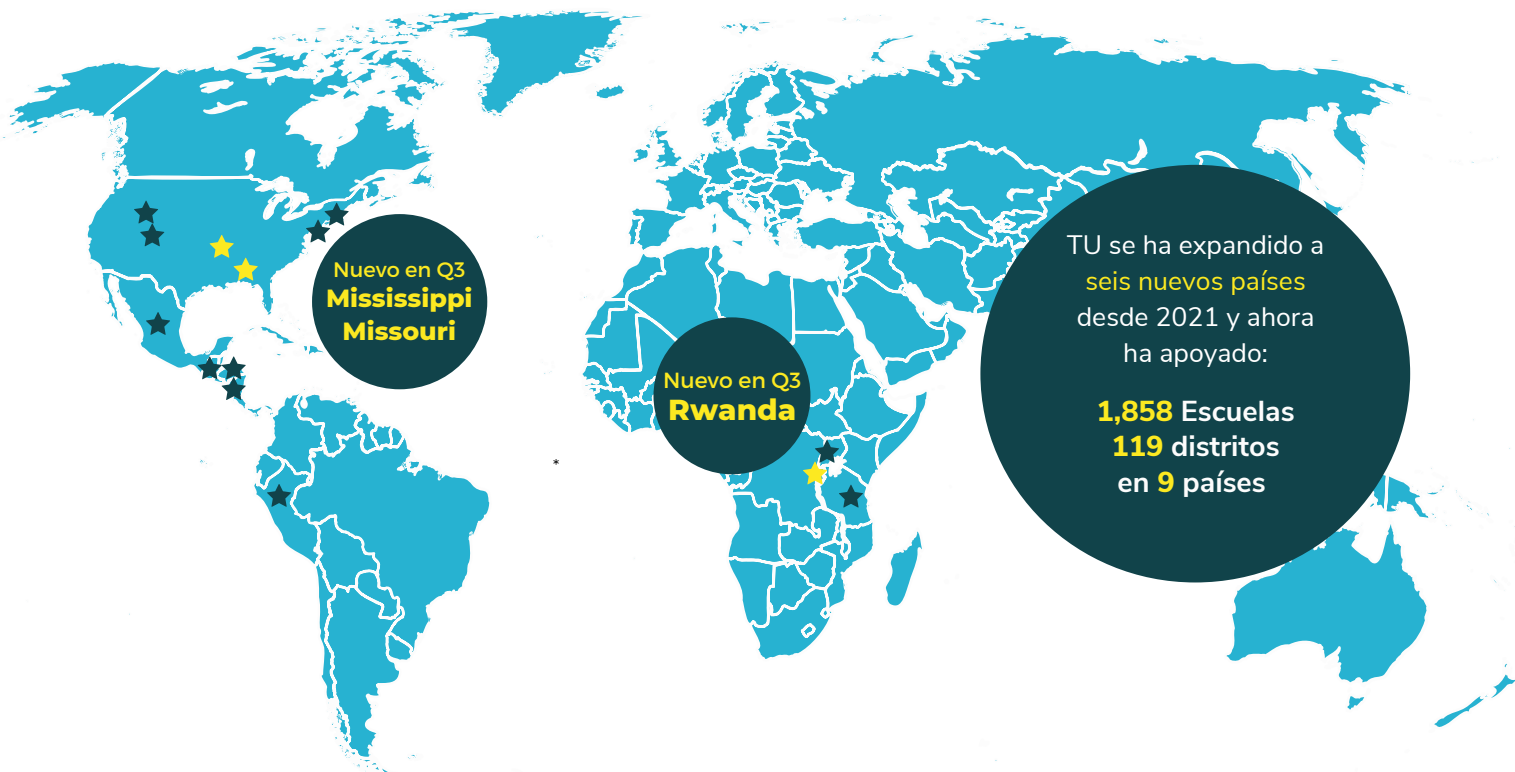 Nuevo en Q3
Mississippi
Missouri
Nuevo en Q3
Rwanda
TU se ha expandido a
seis nuevos países
desde 2021 y ahora
ha apoyado:
1,858 Escuelas
119 distritos
en 9 países
*